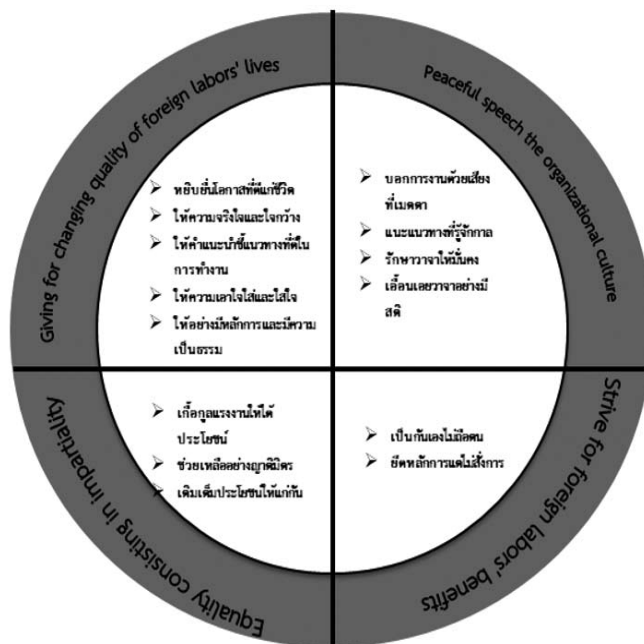 Giving for changing quality of foreign labors' lives
Peaceful speech the organizational culture
หยิบยื่นโอกาสที่ดีแก่ชีวิต
ให้ความจริงใจและใจกว้าง
ให้คำแนะนำชี้แนวทางที่ดีใน
การทำงาน
ให้ความเอาใจใส่และใส่ใจ
ให้อย่างมีหลักการและมีความ
เป็นธรรม
บอกการงานด้วยเสียง
ที่เมตตา
แนะแนวทางที่รู้จักกาล
รักษาวาจาให้มั่นคง
เอื้อนเอยวาจาอย่างมี
สติ
เกื้อกูลแรงงานให้ได้
ประโยชน์
ช่วยเหลืออย่างญาติมิตร
เติมเต็มประโยชน์ให้แก่กัน
เป็นกันเองไม่ถือตน
ยึดหลักการแต่ไม่สั่งการ
Equality consisting in impartiality
Strive for foreign labors' benefits